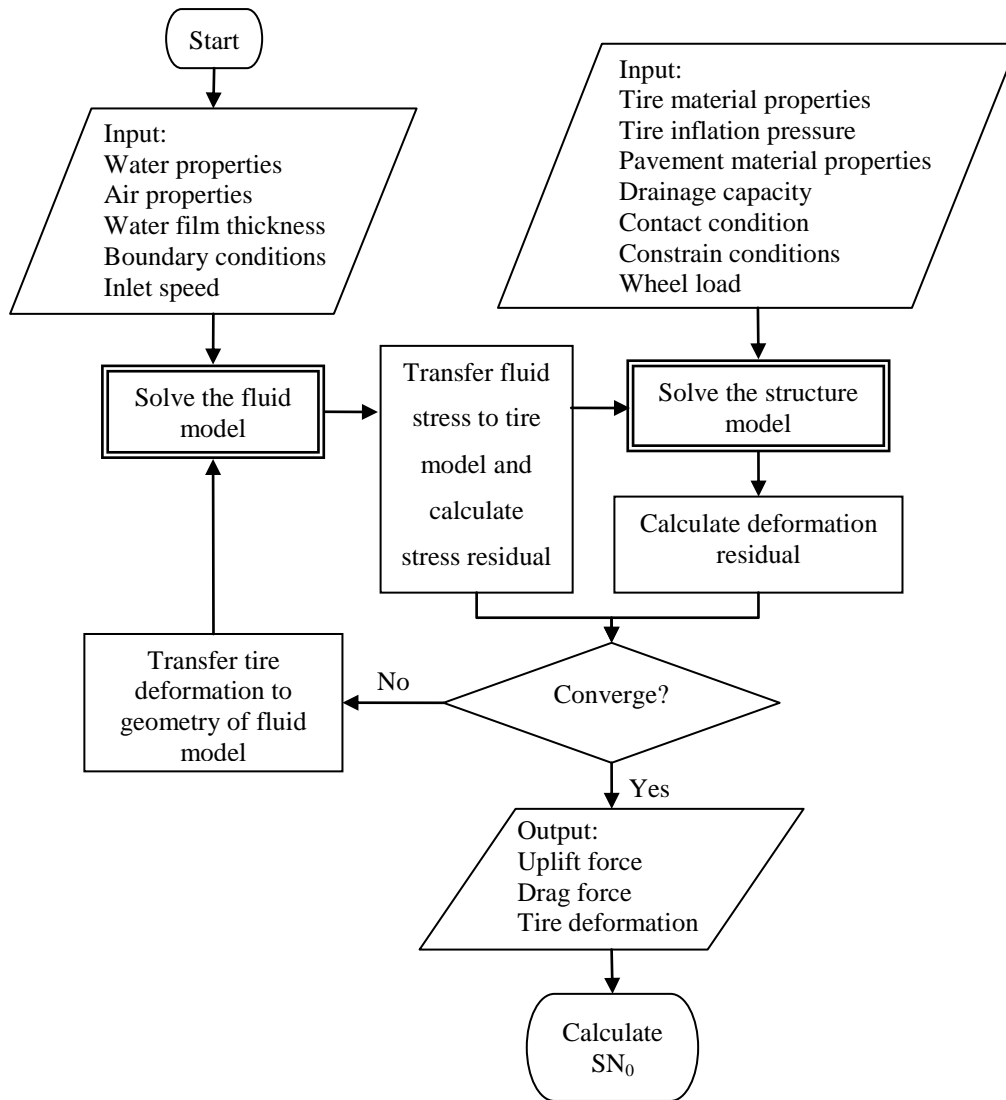 Start
Input:
Water properties
Air properties
Water film thickness
Boundary conditions
Inlet speed
Input:
Tire material properties
Tire inflation pressure
Pavement material properties
Drainage capacity
Contact condition
Constrain conditions
Wheel load
Solve the fluid
model
Transfer fluid
stress to tire
model and
calculate
stress residual
Solve the structure
model
Calculate deformation
residual
Transfer tire
deformation to
geometry of fluid
model
No
Converge?
Yes
Output:
Uplift force
Drag force
Tire deformation
Calculate
SN₀